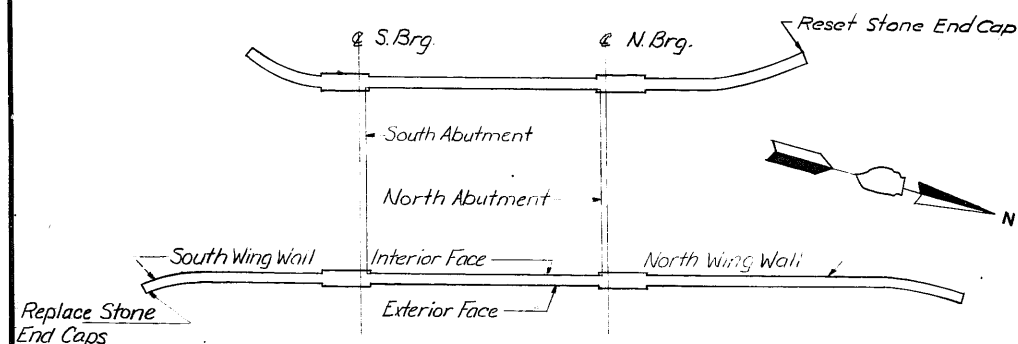 Reset Stone End Cap
℄ S. Brg.
℄ N. Brg.
South Abutment
North Abutment
N
South Wing Wall
Interior Face
North Wing Wall
Replace Stone
End Caps
Exterior Face